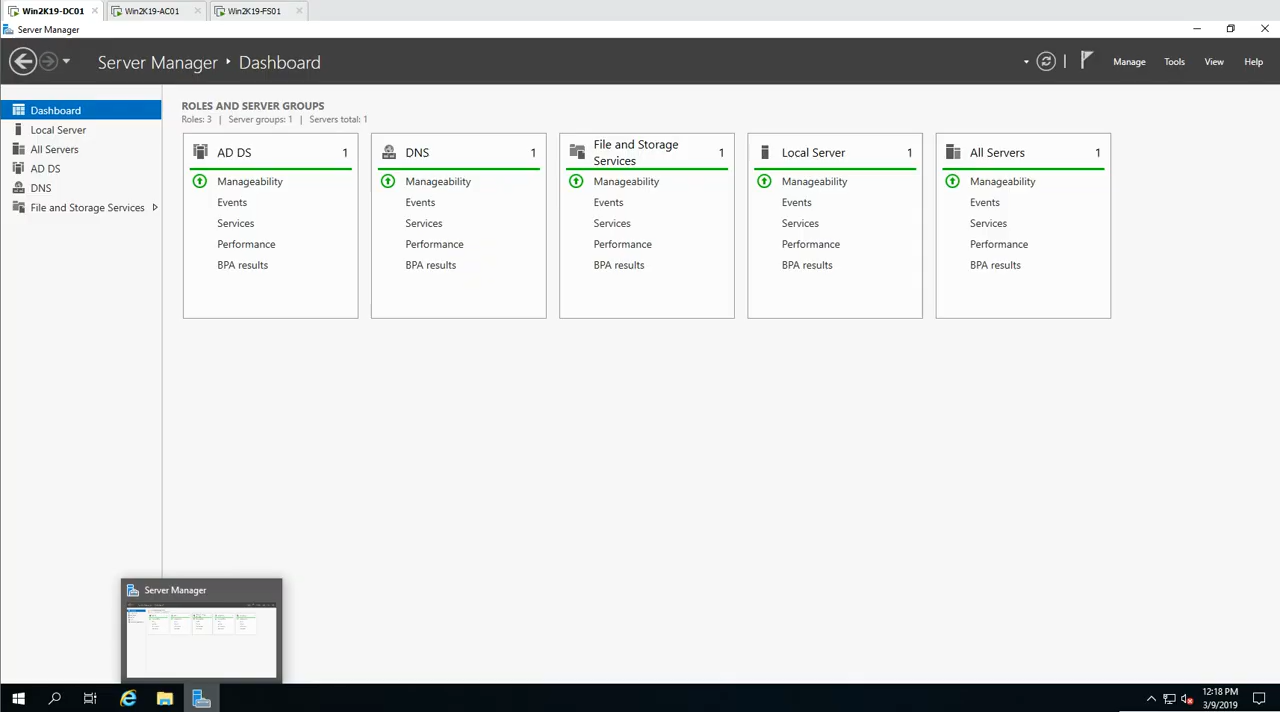 Win2K19-DC01
Win2K19-AC01
Win2K19-FS01
Server Manager
Server Manager
Dashboard
Manage
Tools
View
Help
Dashboard
Local Server
All Servers
AD DS
DNS
File and Storage Services
ROLES AND SERVER GROUPS
Roles: 3 | Server groups: 1 | Servers total: 1
AD DS 1
Manageability
Events
Services
Performance
BPA results
DNS 1
Manageability
Events
Services
Performance
BPA results
File and Storage
Services 1
Manageability
Events
Services
Performance
BPA results
Local Server 1
Manageability
Events
Services
Performance
BPA results
All Servers 1
Manageability
Events
Services
Performance
BPA results
Server Manager
12:18 PM
3/9/2019